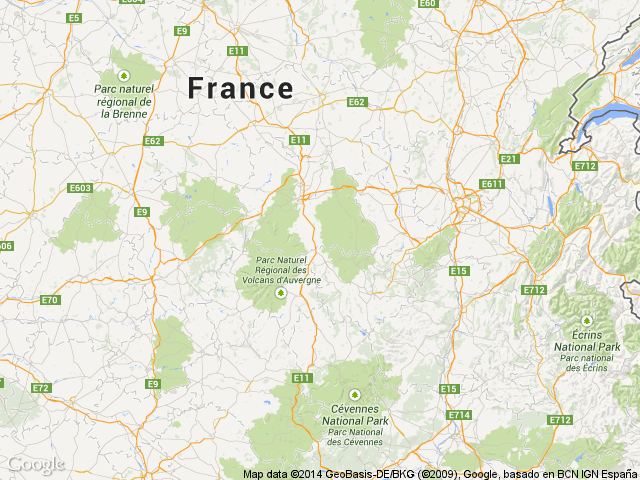 E5
E604
E60
E9
E11
Parc naturel
régional de
la Brenne
France
E62
E62
E11
E21
E712
E603
E611
E9
606
Parc Naturel
Régional des
Volcans d'Auvergne
E15
E70
E712
Écrins
National Park
Parc national
des Écrins
E11
E72
E9
E15
Cévennes
National Park
Parc National
des Cévennes
E714
E712
Google
Map data ©2014 GeoBasis-DE/BKG (©2009), Google, basado en BCN IGN España